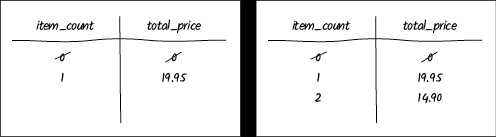 item_count total_price
0 0
1 19.95
item_count total_price
0 0
1 19.95
2 14.90